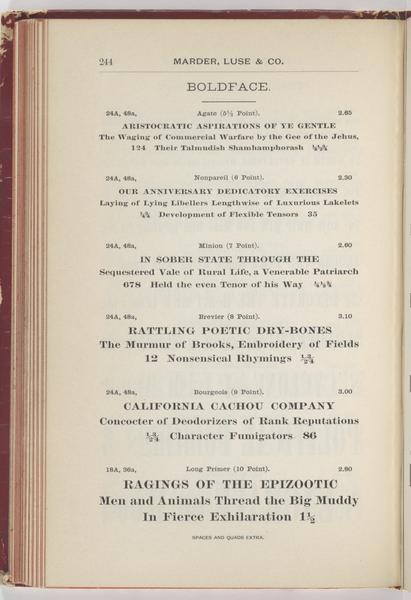 244
MARDER, LUSE & CO.
BOLDFACE.
24A, 48a, Agate (5½ Point). 2.65
ARISTOCRATIC ASPIRATIONS OF YE GENTLE
The Waging of Commercial Warfare by the Gee of the Jehus,
124 Their Talmudish Shamhamphorash
24A, 48a, Nonpareil (6 Point). 2.30
OUR ANNIVERSARY DEDICATORY EXERCISES
Laying of Lying Libellers Lengthwise of Luxurious Lakelets
Development of Flexible Tensors 35
24A, 48a, Minion (7 Point). 2.60
IN SOBER STATE THROUGH THE
Sequestered Vale of Rural Life, a Venerable Patriarch
678 Held the even Tenor of his Way
24A, 48a, Brevier (8 Point). 3.10
RATTLING POETIC DRY-BONES
The Murmur of Brooks, Embroidery of Fields
12 Nonsensical Rhymings ½ ¾
24A, 48a, Bourgeois (9 Point). 3.00
CALIFORNIA CACHOU COMPANY
Concocter of Deodorizers of Rank Reputations
½ ¾ Character Fumigators 86
18A, 36a, Long Primer (10 Point). 2.80
RAGINGS OF THE EPIZOOTIC
Men and Animals Thread the Big Muddy
In Fierce Exhilaration 1½
SPACES AND QUADS EXTRA.